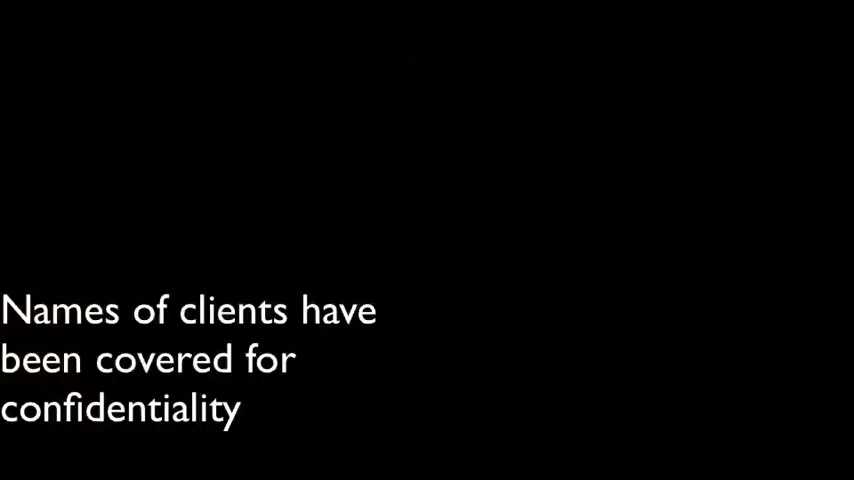 Names of clients have
been covered for
confidentiality